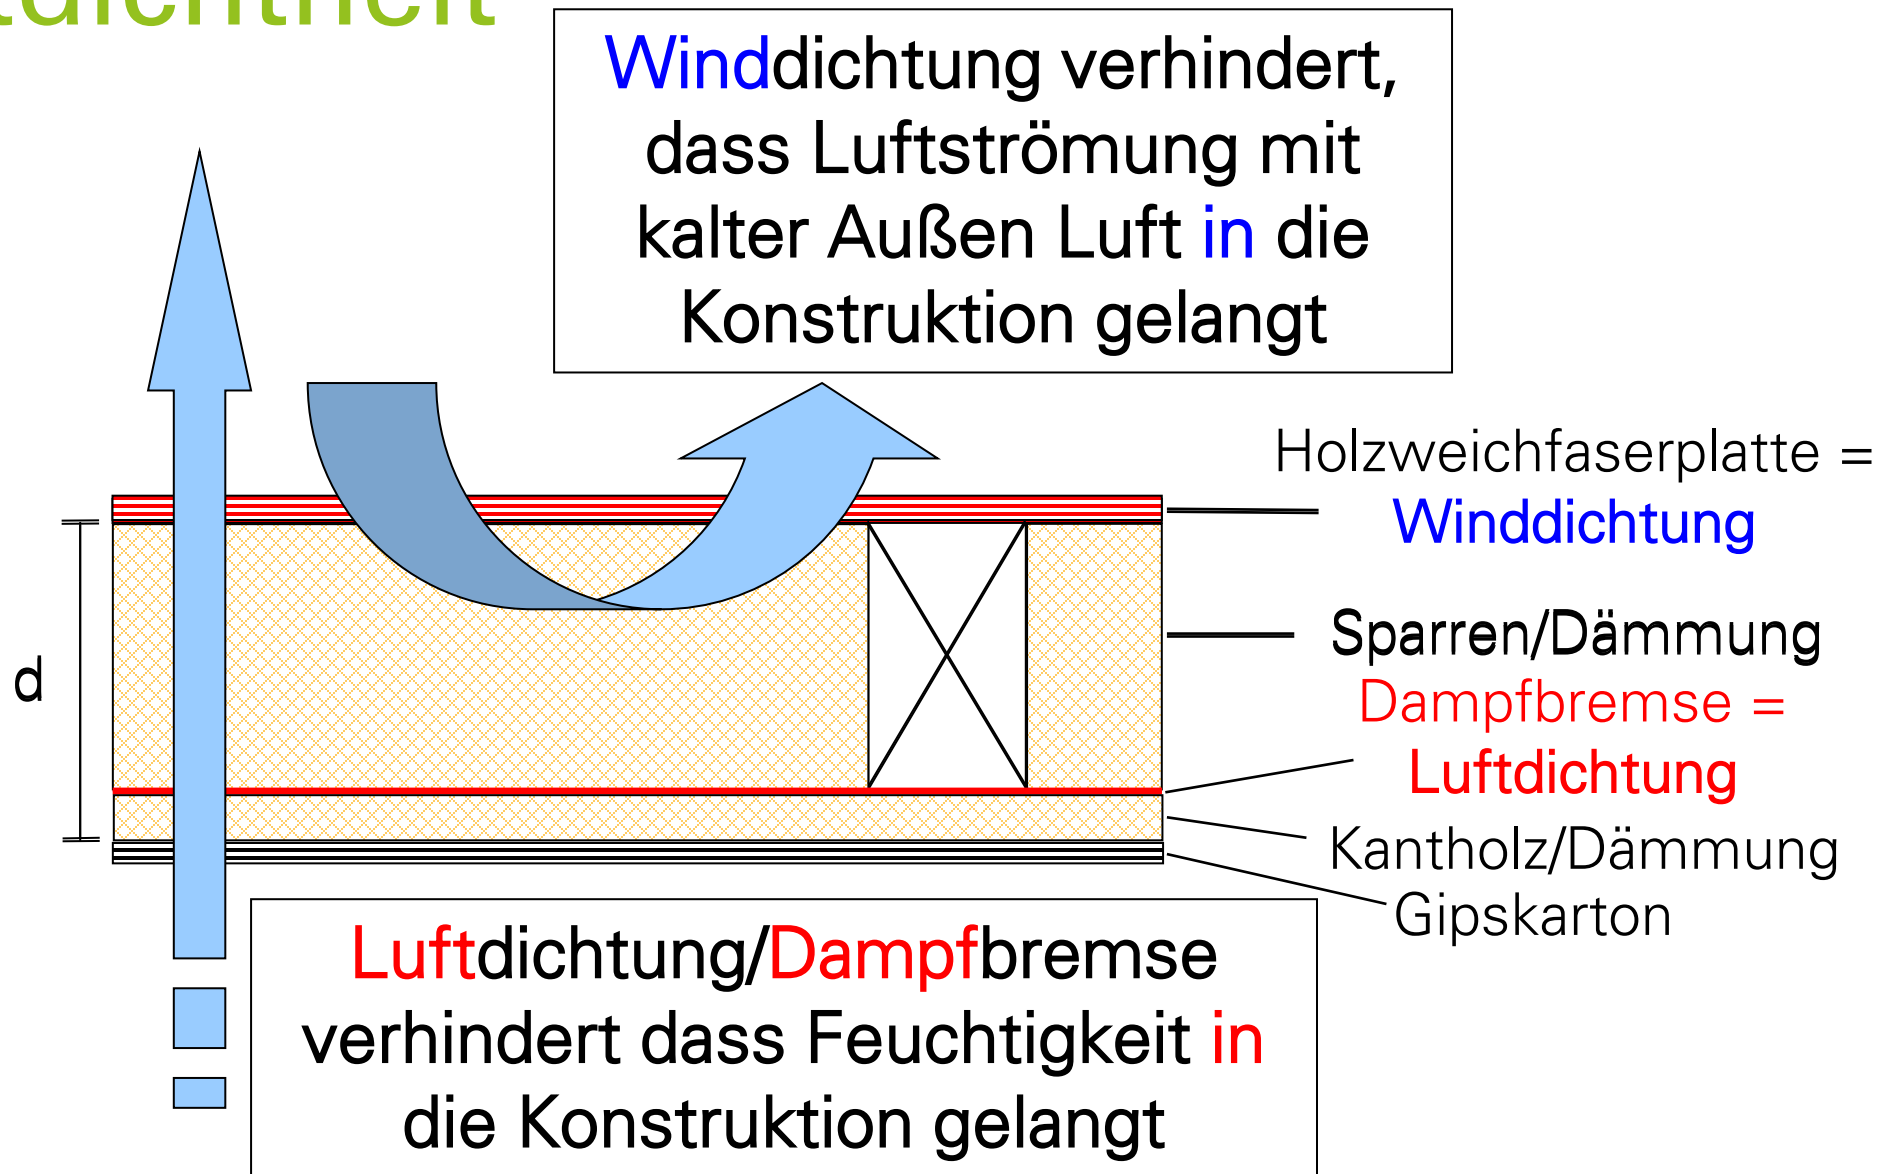 tdichtheit
Winddichtung verhindert,
dass Luftströmung mit
kalter Außen Luft in die
Konstruktion gelangt
Holzweichfaserplatte =
Winddichtung
Sparren/Dämmung
d
Dampfbremse =
Luftdichtung
Kantholz/Dämmung
Gipskarton
Luftdichtung/Dampfbremse
verhindert dass Feuchtigkeit in
die Konstruktion gelangt